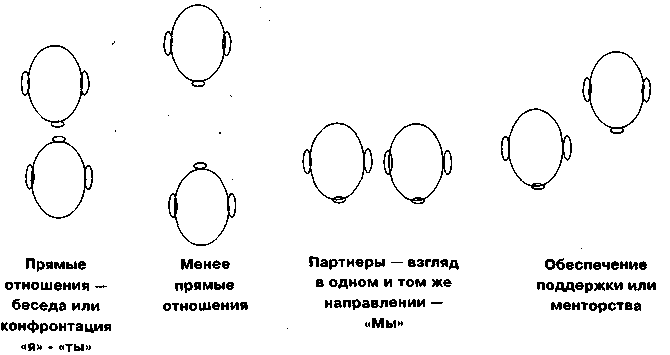 Прямые
отношения —
беседа или
конфронтация
«я» - «ты»
Менее
прямые
отношения
Партнеры — взгляд
в одном и том же
направлении —
«Мы»
Обеспечение
поддержки или
менторства